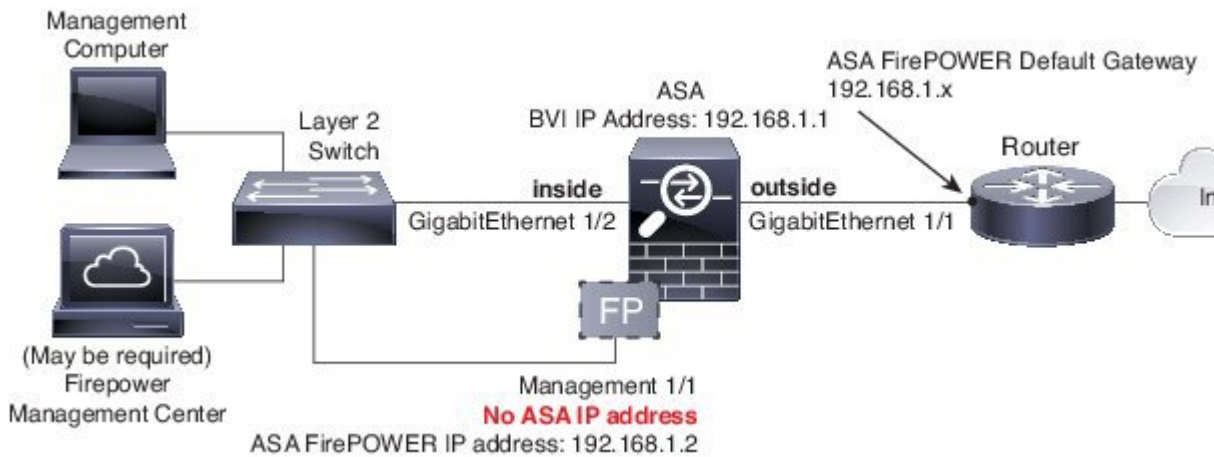 Management
Computer
Layer 2
Switch
ASA
BVI IP Address: 192.168.1.1
ASA FirePOWER Default Gateway
192.168.1.x
Router
inside
GigabitEthernet 1/2
outside
GigabitEthernet 1/1
In
FP
(May be required)
Firepower
Management Center
Management 1/1
No ASA IP address
ASA FirePOWER IP address: 192.168.1.2